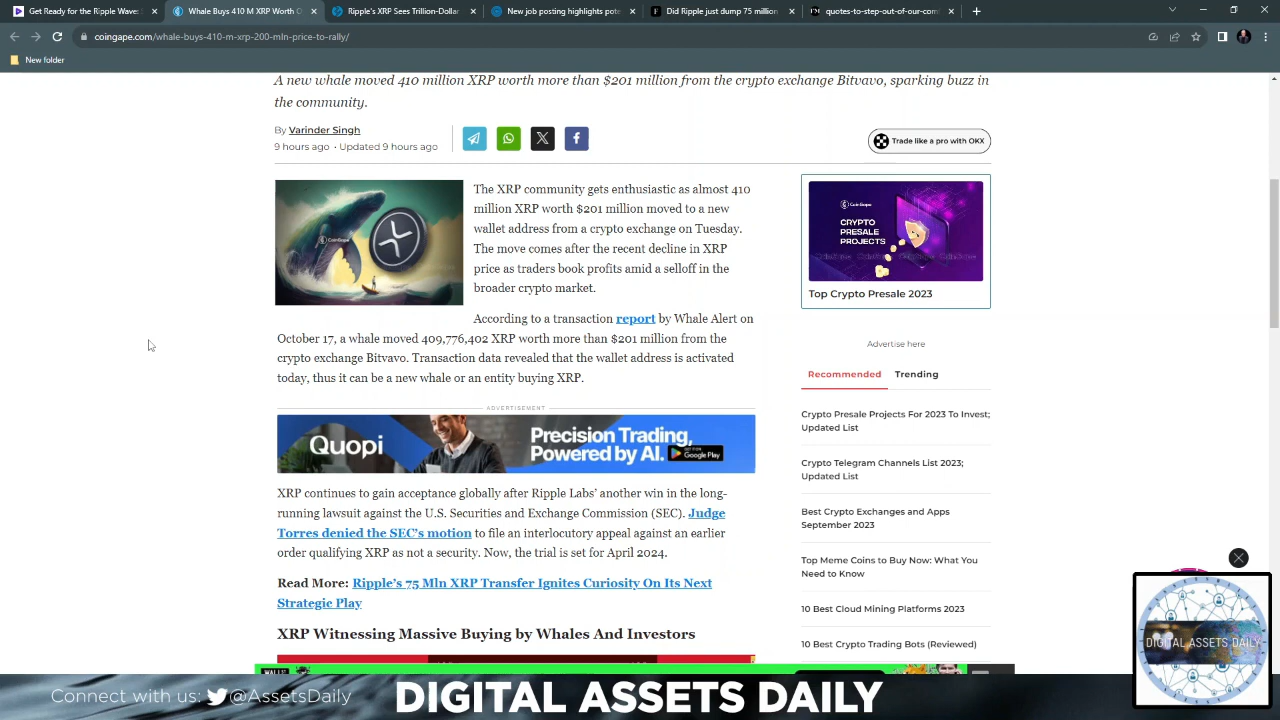 Get Ready for the Ripple Wave
Whale Buys 410 M XRP Worth O
Ripple's XRP Sees Trillion-Dollar
New job posting highlights pote
Did Ripple just dump 75 million
quotes-to-step-out-of-our-com
coingape.com/whale-buys-410-m-xrp-200-mln-price-to-rally/
New folder
A new whale moved 410 million XRP worth more than $201 million from the crypto exchange Bitvavo, sparking buzz in
the community.
By Varinder Singh
9 hours ago · Updated 9 hours ago
Trade like a pro with OKX
The XRP community gets enthusiastic as almost 410
million XRP worth $201 million moved to a new
wallet address from a crypto exchange on Tuesday.
The move comes after the recent decline in XRP
price as traders book profits amid a selloff in the
broader crypto market.
According to a transaction report by Whale Alert on
October 17, a whale moved 409,776,402 XRP worth more than $201 million from the
crypto exchange Bitvavo. Transaction data revealed that the wallet address is activated
today, thus it can be a new whale or an entity buying XRP.
CoinGape
ADVERTISEMENT
Quopi
Precision Trading,
Powered by AI.
GET IT ON
Google Play
XRP continues to gain acceptance globally after Ripple Labs' another win in the long-
running lawsuit against the U.S. Securities and Exchange Commission (SEC). Judge
Torres denied the SEC's motion to file an interlocutory appeal against an earlier
order qualifying XRP as not a security. Now, the trial is set for April 2024.
Read More: Ripple's 75 Mln XRP Transfer Ignites Curiosity On Its Next
Strategic Play
XRP Witnessing Massive Buying by Whales And Investors
CoinGape
CRYPTO
PRESALE
PROJECTS
Top Crypto Presale 2023
Advertise here
Recommended
Trending
Crypto Presale Projects For 2023 To Invest;
Updated List
Crypto Telegram Channels List 2023;
Updated List
Best Crypto Exchanges and Apps
September 2023
Top Meme Coins to Buy Now: What You
Need to Know
10 Best Cloud Mining Platforms 2023
10 Best Crypto Trading Bots (Reviewed)
DIGITAL ASSETS DAILY
Connect with us: @AssetsDaily
DIGITAL ASSETS DAILY